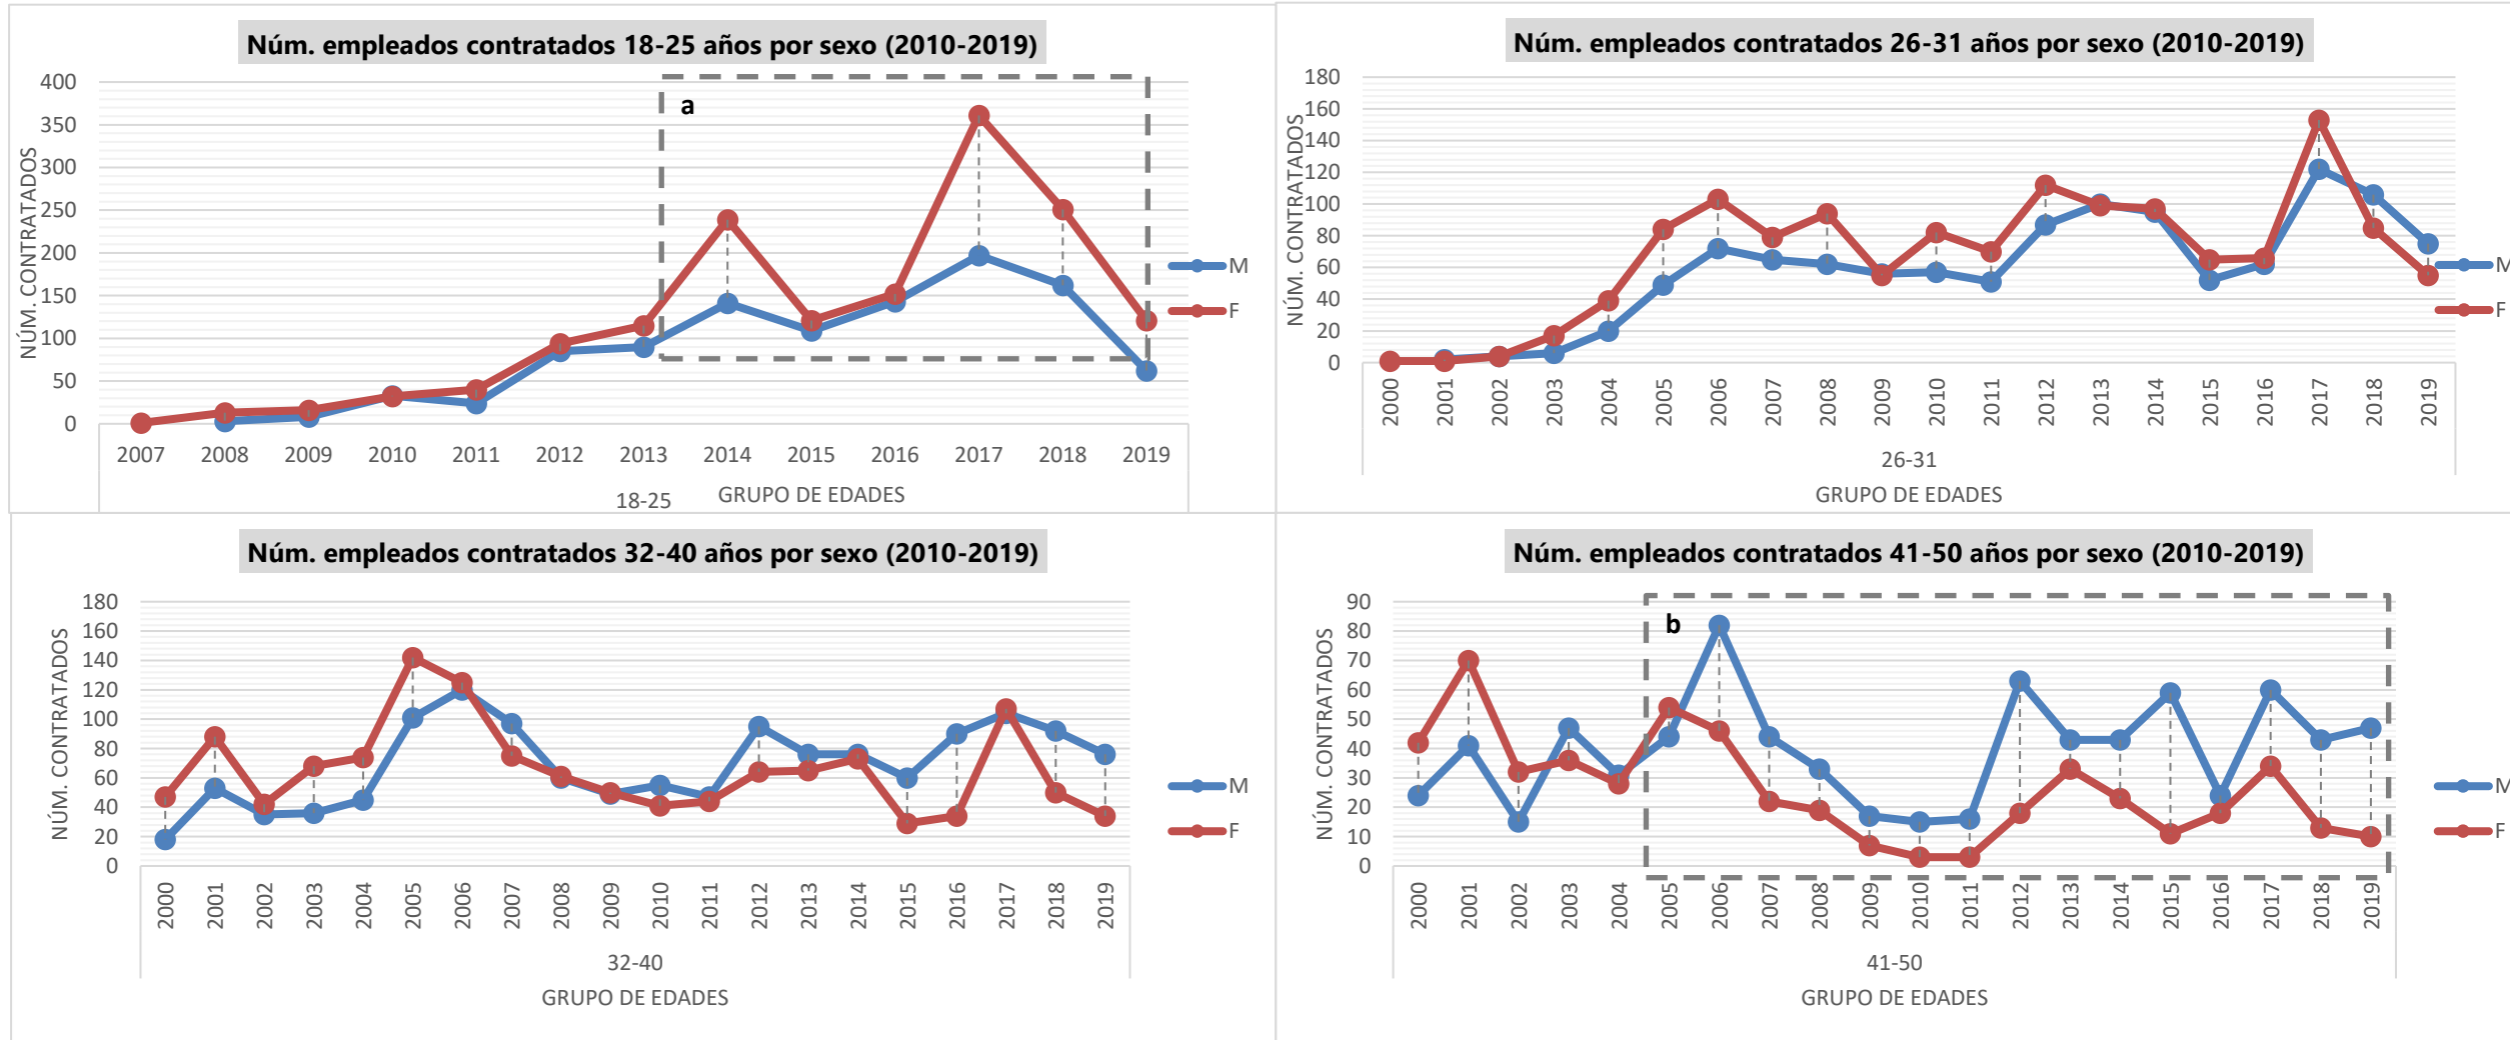 Núm. empleados contratados 18-25 años por sexo (2010-2019)
400
350
300
250
200
150
100
50
0
NÚM. CONTRATADOS
a
M
F
2007 2008 2009 2010 2011 2012 2013 2014 2015 2016 2017 2018 2019
18-25
GRUPO DE EDADES
Núm. empleados contratados 26-31 años por sexo (2010-2019)
180
160
140
120
100
80
60
40
20
0
NÚM. CONTRATADOS
M
F
2000 2001 2002 2003 2004 2005 2006 2007 2008 2009 2010 2011 2012 2013 2014 2015 2016 2017 2018 2019
26-31
GRUPO DE EDADES
Núm. empleados contratados 32-40 años por sexo (2010-2019)
180
160
140
120
100
80
60
40
20
0
NÚM. CONTRATADOS
M
F
2000 2001 2002 2003 2004 2005 2006 2007 2008 2009 2010 2011 2012 2013 2014 2015 2016 2017 2018 2019
32-40
GRUPO DE EDADES
Núm. empleados contratados 41-50 años por sexo (2010-2019)
90
80
70
60
50
40
30
20
10
0
NÚM. CONTRATADOS
b
M
F
2000 2001 2002 2003 2004 2005 2006 2007 2008 2009 2010 2011 2012 2013 2014 2015 2016 2017 2018 2019
41-50
GRUPO DE EDADES